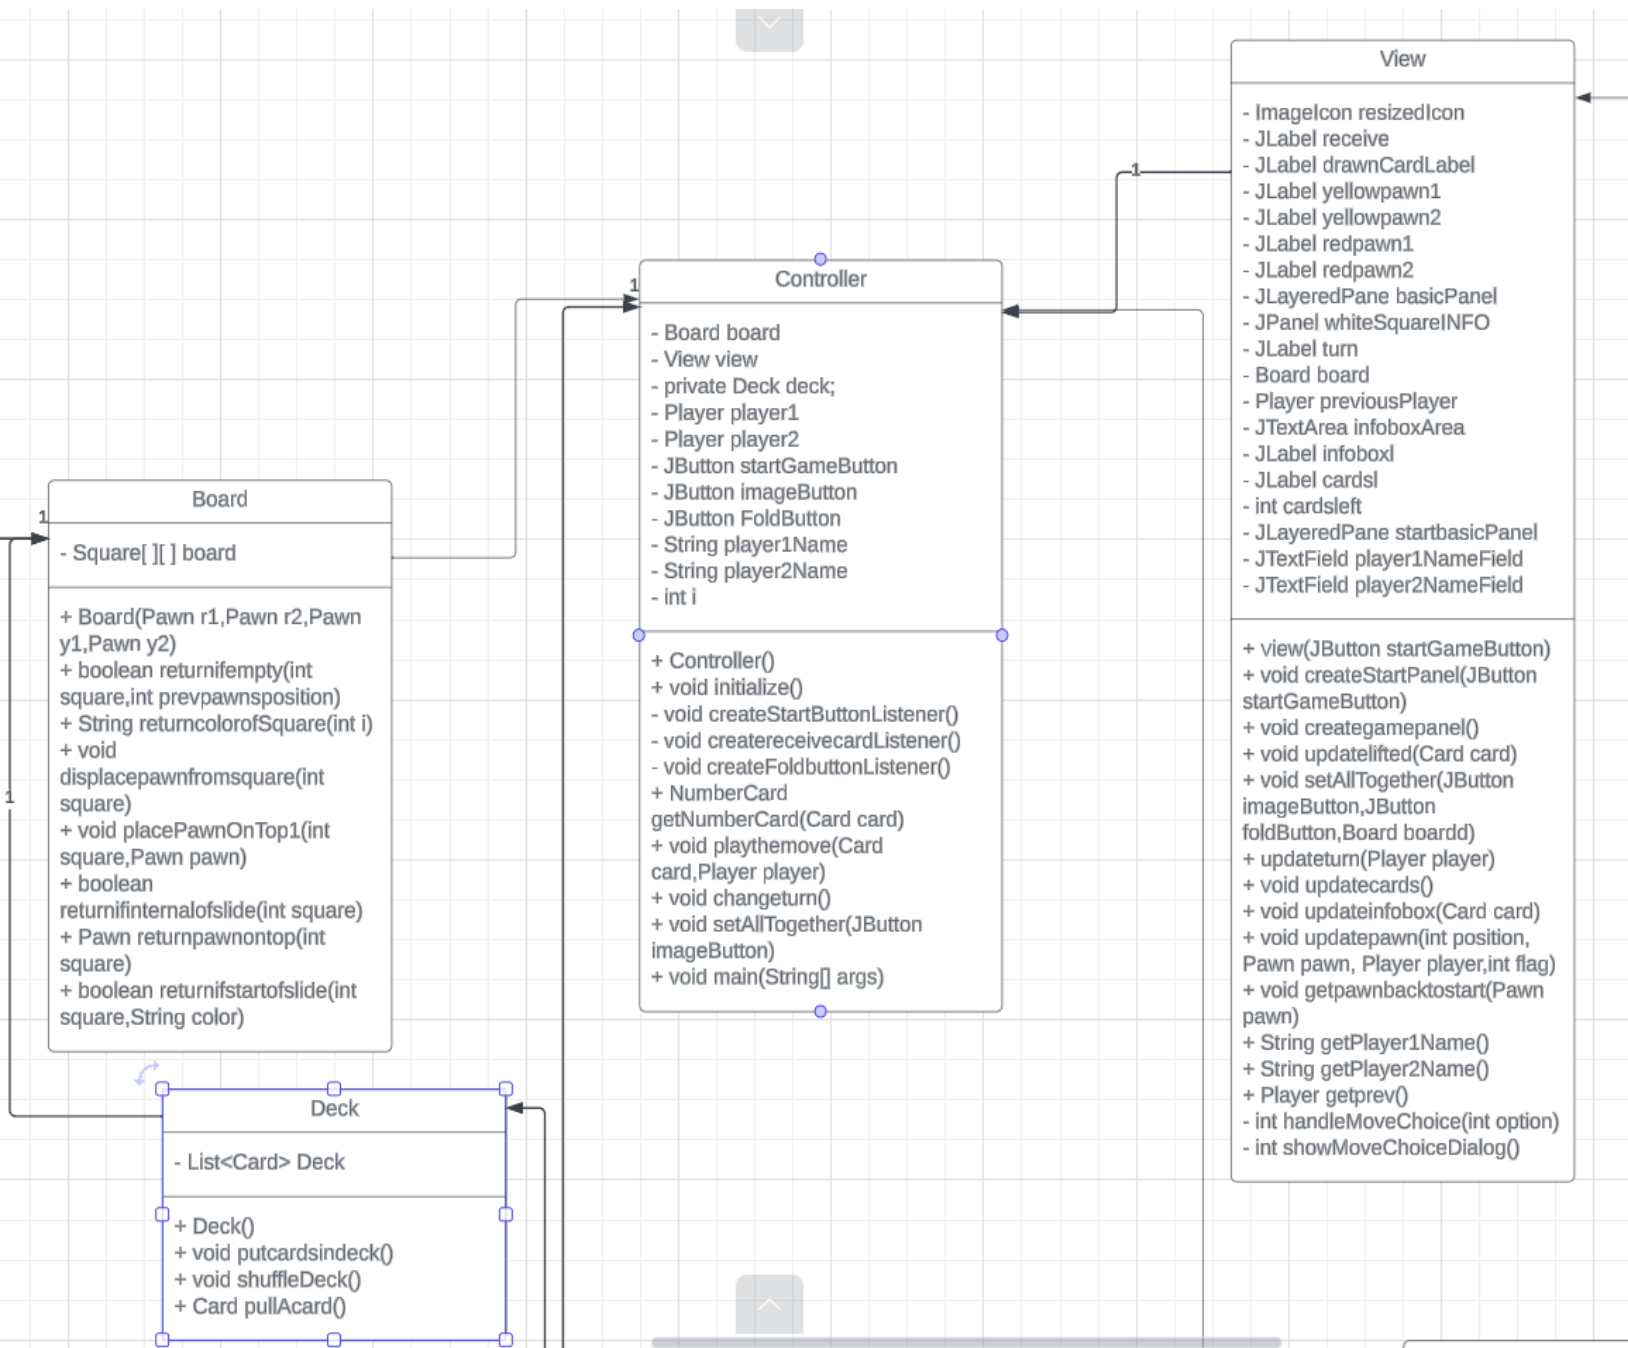 View
- ImageIcon resizedIcon
- JLabel receive
- JLabel drawnCardLabel
- JLabel yellowpawn1
- JLabel yellowpawn2
- JLabel redpawn1
- JLabel redpawn2
- JLayeredPane basicPanel
- JPanel whiteSquareINFO
- JLabel turn
- Board board
- Player previousPlayer
- JTextArea infoboxArea
- JLabel infoboxl
- JLabel cardsl
- int cardsleft
- JLayeredPane startbasicPanel
- JTextField player1NameField
- JTextField player2NameField
+ view(JButton startGameButton)
+ void createStartPanel(JButton
startGameButton)
+ void creategamepanel()
+ void updatelifted(Card card)
+ void setAllTogether(JButton
imageButton,JButton
foldButton,Board boardd)
+ updateturn(Player player)
+ void updatecards()
+ void updateinfobox(Card card)
+ void updatepawn(int position,
Pawn pawn, Player player,int flag)
+ void getpawnbacktostart(Pawn
pawn)
+ String getPlayer1Name()
+ String getPlayer2Name()
+ Player getprev()
- int handleMoveChoice(int option)
- int showMoveChoiceDialog()
1
1
Controller
- Board board
- View view
- private Deck deck;
- Player player1
- Player player2
- JButton startGameButton
- JButton imageButton
- JButton FoldButton
- String player1Name
- String player2Name
- int i
+ Controller()
+ void initialize()
- void createStartButtonListener()
- void createreceivecardListener()
- void createFoldbuttonListener()
+ NumberCard
getNumberCard(Card card)
+ void playthemove(Card
card,Player player)
+ void changeturn()
+ void setAllTogether(JButton
imageButton)
+ void main(String[] args)
1
Board
- Square[ ][ ] board
+ Board(Pawn r1,Pawn r2,Pawn
y1,Pawn y2)
+ boolean returnifempty(int
square,int prevpawnsposition)
+ String returncolorofSquare(int i)
+ void
displacepawnfromsquare(int
square)
+ void placePawnOnTop1(int
square,Pawn pawn)
+ boolean
returnifinternalofslide(int square)
+ Pawn returnpawnontop(int
square)
+ boolean returnifstartofslide(int
square,String color)
1
Deck
- List<Card> Deck
+ Deck()
+ void putcardsindeck()
+ void shuffleDeck()
+ Card pullAcard()